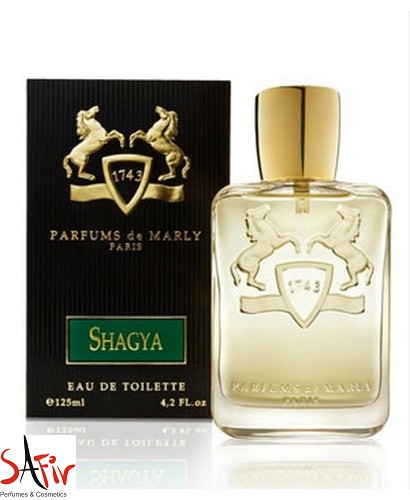 1743
PARFUMS de MARLY
PARIS
SHAGYA
EAU DE TOILETTE
℮125ml 4,2 fl.oz
1743
PARFUMS de MARLY
PARIS
SAfir
Perfumes & Cosmetics